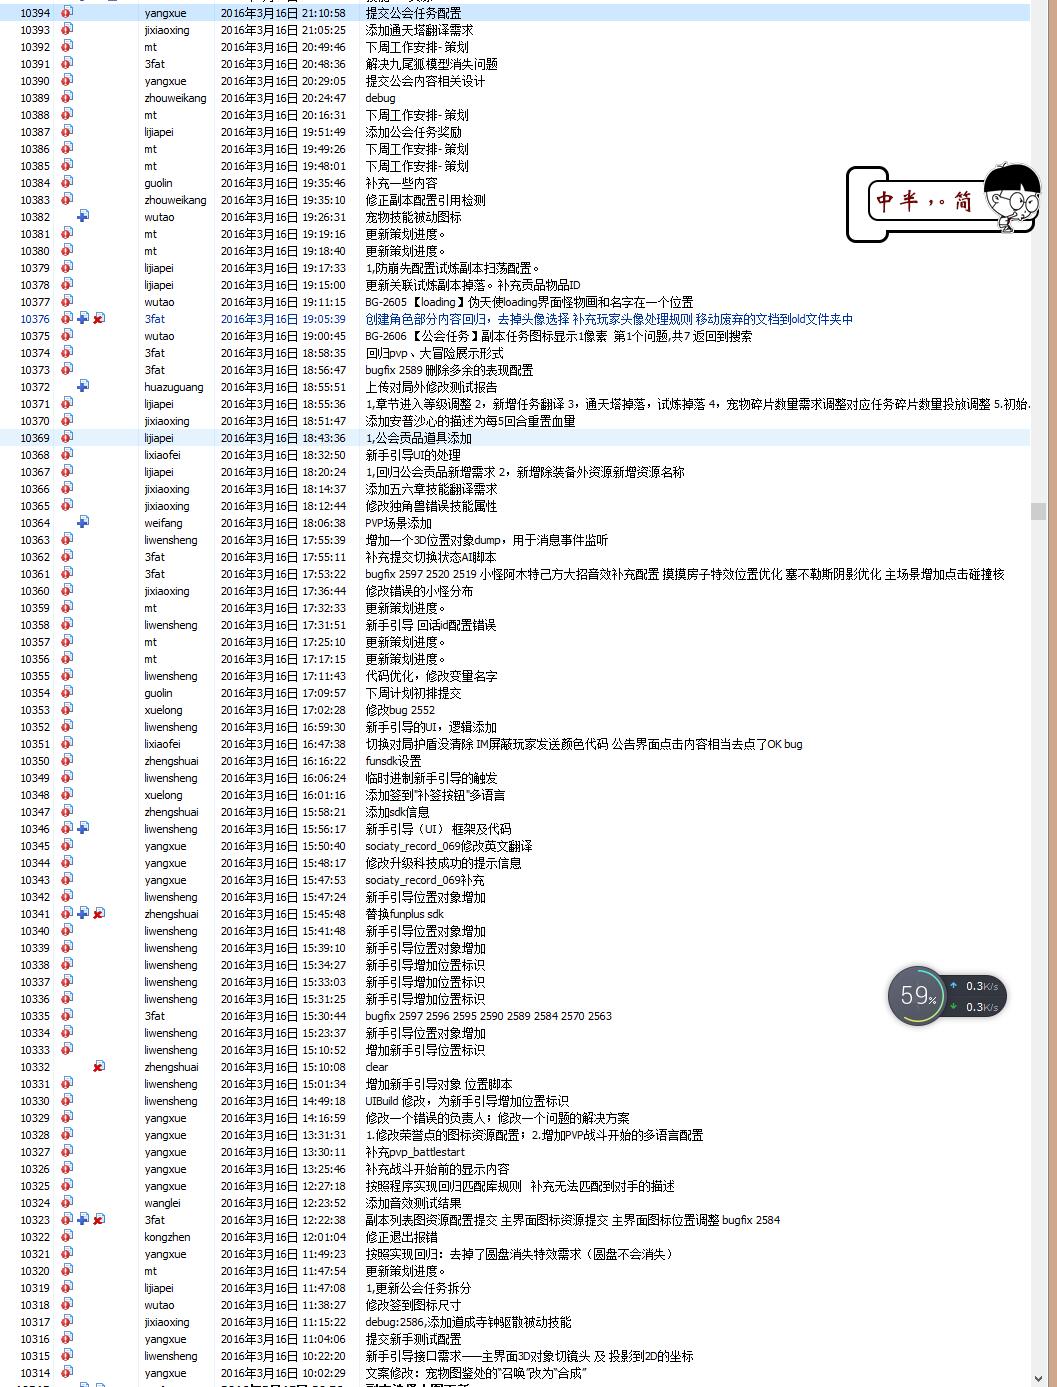 10394 yangxue 2016年3月16日 21:10:58 提交公会任务配置
10393 jixiaoxing 2016年3月16日 21:05:25 添加通天塔翻译需求
10392 mt 2016年3月16日 20:49:46 下周工作安排-策划
10391 3fat 2016年3月16日 20:48:36 解决九尾狐模型消失问题
10390 yangxue 2016年3月16日 20:29:05 提交公会内容相关设计
10389 zhouweikang 2016年3月16日 20:24:47 debug
10388 mt 2016年3月16日 20:16:31 下周工作安排-策划
10387 lijiapei 2016年3月16日 19:51:49 添加公会任务奖励
10386 mt 2016年3月16日 19:49:26 下周工作安排-策划
10385 mt 2016年3月16日 19:48:01 下周工作安排-策划
10384 guolin 2016年3月16日 19:35:46 补充一些内容
10383 zhouweikang 2016年3月16日 19:35:10 修正副本配置引用检测
10382 wutao 2016年3月16日 19:26:31 宠物技能被动图标
10381 mt 2016年3月16日 19:19:16 更新策划进度。
10380 mt 2016年3月16日 19:18:40 更新策划进度。
10379 lijiapei 2016年3月16日 19:17:33 1,防崩先配置试炼副本扫荡配置。
10378 lijiapei 2016年3月16日 19:15:00 更新关联试炼副本掉落。补充贡品物品ID
10377 wutao 2016年3月16日 19:11:15 BG-2605 【loading】伪天使loading界面怪物画和名字在一个位置
10376 3fat 2016年3月16日 19:05:39 创建角色部分内容回归，去掉头像选择 补充玩家头像处理规则 移动废弃的文档到old文件夹中
10375 wutao 2016年3月16日 19:00:45 BG-2606 【公会任务】副本任务图标显示1像素 第1个问题,共7 返回到搜索
10374 3fat 2016年3月16日 18:58:35 回归pvp、大冒险展示形式
10373 3fat 2016年3月16日 18:56:47 bugfix 2589 删除多余的表现配置
10372 huazuguang 2016年3月16日 18:55:51 上传对局外修改测试报告
10371 lijiapei 2016年3月16日 18:55:36 1,章节进入等级调整 2，新增任务翻译 3，通天塔掉落，试炼掉落 4，宠物碎片数量需求调整对应任务碎片数量投放调整 5.初始.
10370 jixiaoxing 2016年3月16日 18:51:47 添加安普沙心的描述为每5回合重置血量
10369 lijiapei 2016年3月16日 18:43:36 1,公会贡品道具添加
10368 lixiaofei 2016年3月16日 18:32:50 新手引导UI的处理
10367 lijiapei 2016年3月16日 18:20:24 1,回归公会贡品新增需求 2，新增除装备外资源新增资源名称
10366 jixiaoxing 2016年3月16日 18:14:37 添加五六章技能翻译需求
10365 jixiaoxing 2016年3月16日 18:12:44 修改独角兽错误技能属性
10364 weifang 2016年3月16日 18:06:38 PVP场景添加
10363 liwensheng 2016年3月16日 17:55:39 增加一个3D位置对象dump，用于消息事件监听
10362 3fat 2016年3月16日 17:55:11 补充提交切换状态AI脚本
10361 3fat 2016年3月16日 17:53:22 bugfix 2597 2520 2519 小怪阿木特己方大招音效补充配置 摸摸房子特效位置优化 塞不勒斯阴影优化 主场景增加点击碰撞核
10360 jixiaoxing 2016年3月16日 17:36:44 修改错误的小怪分布
10359 mt 2016年3月16日 17:32:33 更新策划进度。
10358 liwensheng 2016年3月16日 17:31:51 新手引导 回话id配置错误
10357 mt 2016年3月16日 17:25:10 更新策划进度。
10356 mt 2016年3月16日 17:17:15 更新策划进度。
10355 liwensheng 2016年3月16日 17:11:43 代码优化，修改变量名字
10354 guolin 2016年3月16日 17:09:57 下周计划初排提交
10353 xuelong 2016年3月16日 17:02:28 修改bug 2552
10352 liwensheng 2016年3月16日 16:59:30 新手引导的UI，逻辑添加
10351 lixiaofei 2016年3月16日 16:47:38 切换对局护盾没清除 IM屏蔽玩家发送颜色代码 公告界面点击内容相当去点了OK bug
10350 zhengshuai 2016年3月16日 16:16:22 funsdk设置
10349 liwensheng 2016年3月16日 16:06:24 临时进制新手引导的触发
10348 xuelong 2016年3月16日 16:01:16 添加签到"补签按钮"多语言
10347 zhengshuai 2016年3月16日 15:58:21 添加sdk信息
10346 liwensheng 2016年3月16日 15:56:17 新手引导（UI） 框架及代码
10345 yangxue 2016年3月16日 15:50:40 sociaty_record_069修改英文翻译
10344 yangxue 2016年3月16日 15:48:17 修改升级科技成功的提示信息
10343 yangxue 2016年3月16日 15:47:53 sociaty_record_069补充
10342 liwensheng 2016年3月16日 15:47:24 新手引导位置对象增加
10341 zhengshuai 2016年3月16日 15:45:48 替换funplus sdk
10340 liwensheng 2016年3月16日 15:41:48 新手引导位置对象增加
10339 liwensheng 2016年3月16日 15:39:10 新手引导位置对象增加
10338 liwensheng 2016年3月16日 15:34:27 新手引导增加位置标识
10337 liwensheng 2016年3月16日 15:33:03 新手引导增加位置标识
10336 liwensheng 2016年3月16日 15:31:25 新手引导增加位置标识
10335 3fat 2016年3月16日 15:30:44 bugfix 2597 2596 2595 2590 2589 2584 2570 2563
10334 liwensheng 2016年3月16日 15:23:37 新手引导位置对象增加
10333 liwensheng 2016年3月16日 15:10:52 增加新手引导位置标识
10332 zhengshuai 2016年3月16日 15:10:08 clear
10331 liwensheng 2016年3月16日 15:01:34 增加新手引导对象 位置脚本
10330 liwensheng 2016年3月16日 14:49:18 UIBuild 修改，为新手引导增加位置标识
10329 yangxue 2016年3月16日 14:16:59 修改一个错误的负责人；修改一个问题的解决方案
10328 yangxue 2016年3月16日 13:31:31 1.修改荣誉点的图标资源配置；2.增加PVP战斗开始的多语言配置
10327 yangxue 2016年3月16日 13:30:11 补充pvp_battlestart
10326 yangxue 2016年3月16日 13:25:46 补充战斗开始前的显示内容
10325 yangxue 2016年3月16日 12:27:18 按照程序实现回归匹配库规则 补充无法匹配到对手的描述
10324 wanglei 2016年3月16日 12:23:52 添加音效测试结果
10323 3fat 2016年3月16日 12:22:38 副本列表图资源配置提交 主界面图标资源提交 主界面图标位置调整 bugfix 2584
10322 kongzhen 2016年3月16日 12:01:04 修正退出报错
10321 yangxue 2016年3月16日 11:49:23 按照实现回归：去掉了圆盘消失特效需求（圆盘不会消失）
10320 mt 2016年3月16日 11:47:54 更新策划进度。
10319 lijiapei 2016年3月16日 11:47:08 1,更新公会任务拆分
10318 wutao 2016年3月16日 11:38:27 修改签到图标尺寸
10317 jixiaoxing 2016年3月16日 11:15:22 debug:2586,添加道成寺钟驱散被动技能
10316 yangxue 2016年3月16日 11:04:06 提交新手测试配置
10315 liwensheng 2016年3月16日 10:22:20 新手引导接口需求——主界面3D对象切镜头 及 投影到2D的坐标
10314 yangxue 2016年3月16日 10:02:29 文案修改：宠物图鉴处的“召唤”改为“合成”
中半，。简
59%
0.3K/s
0.3K/s